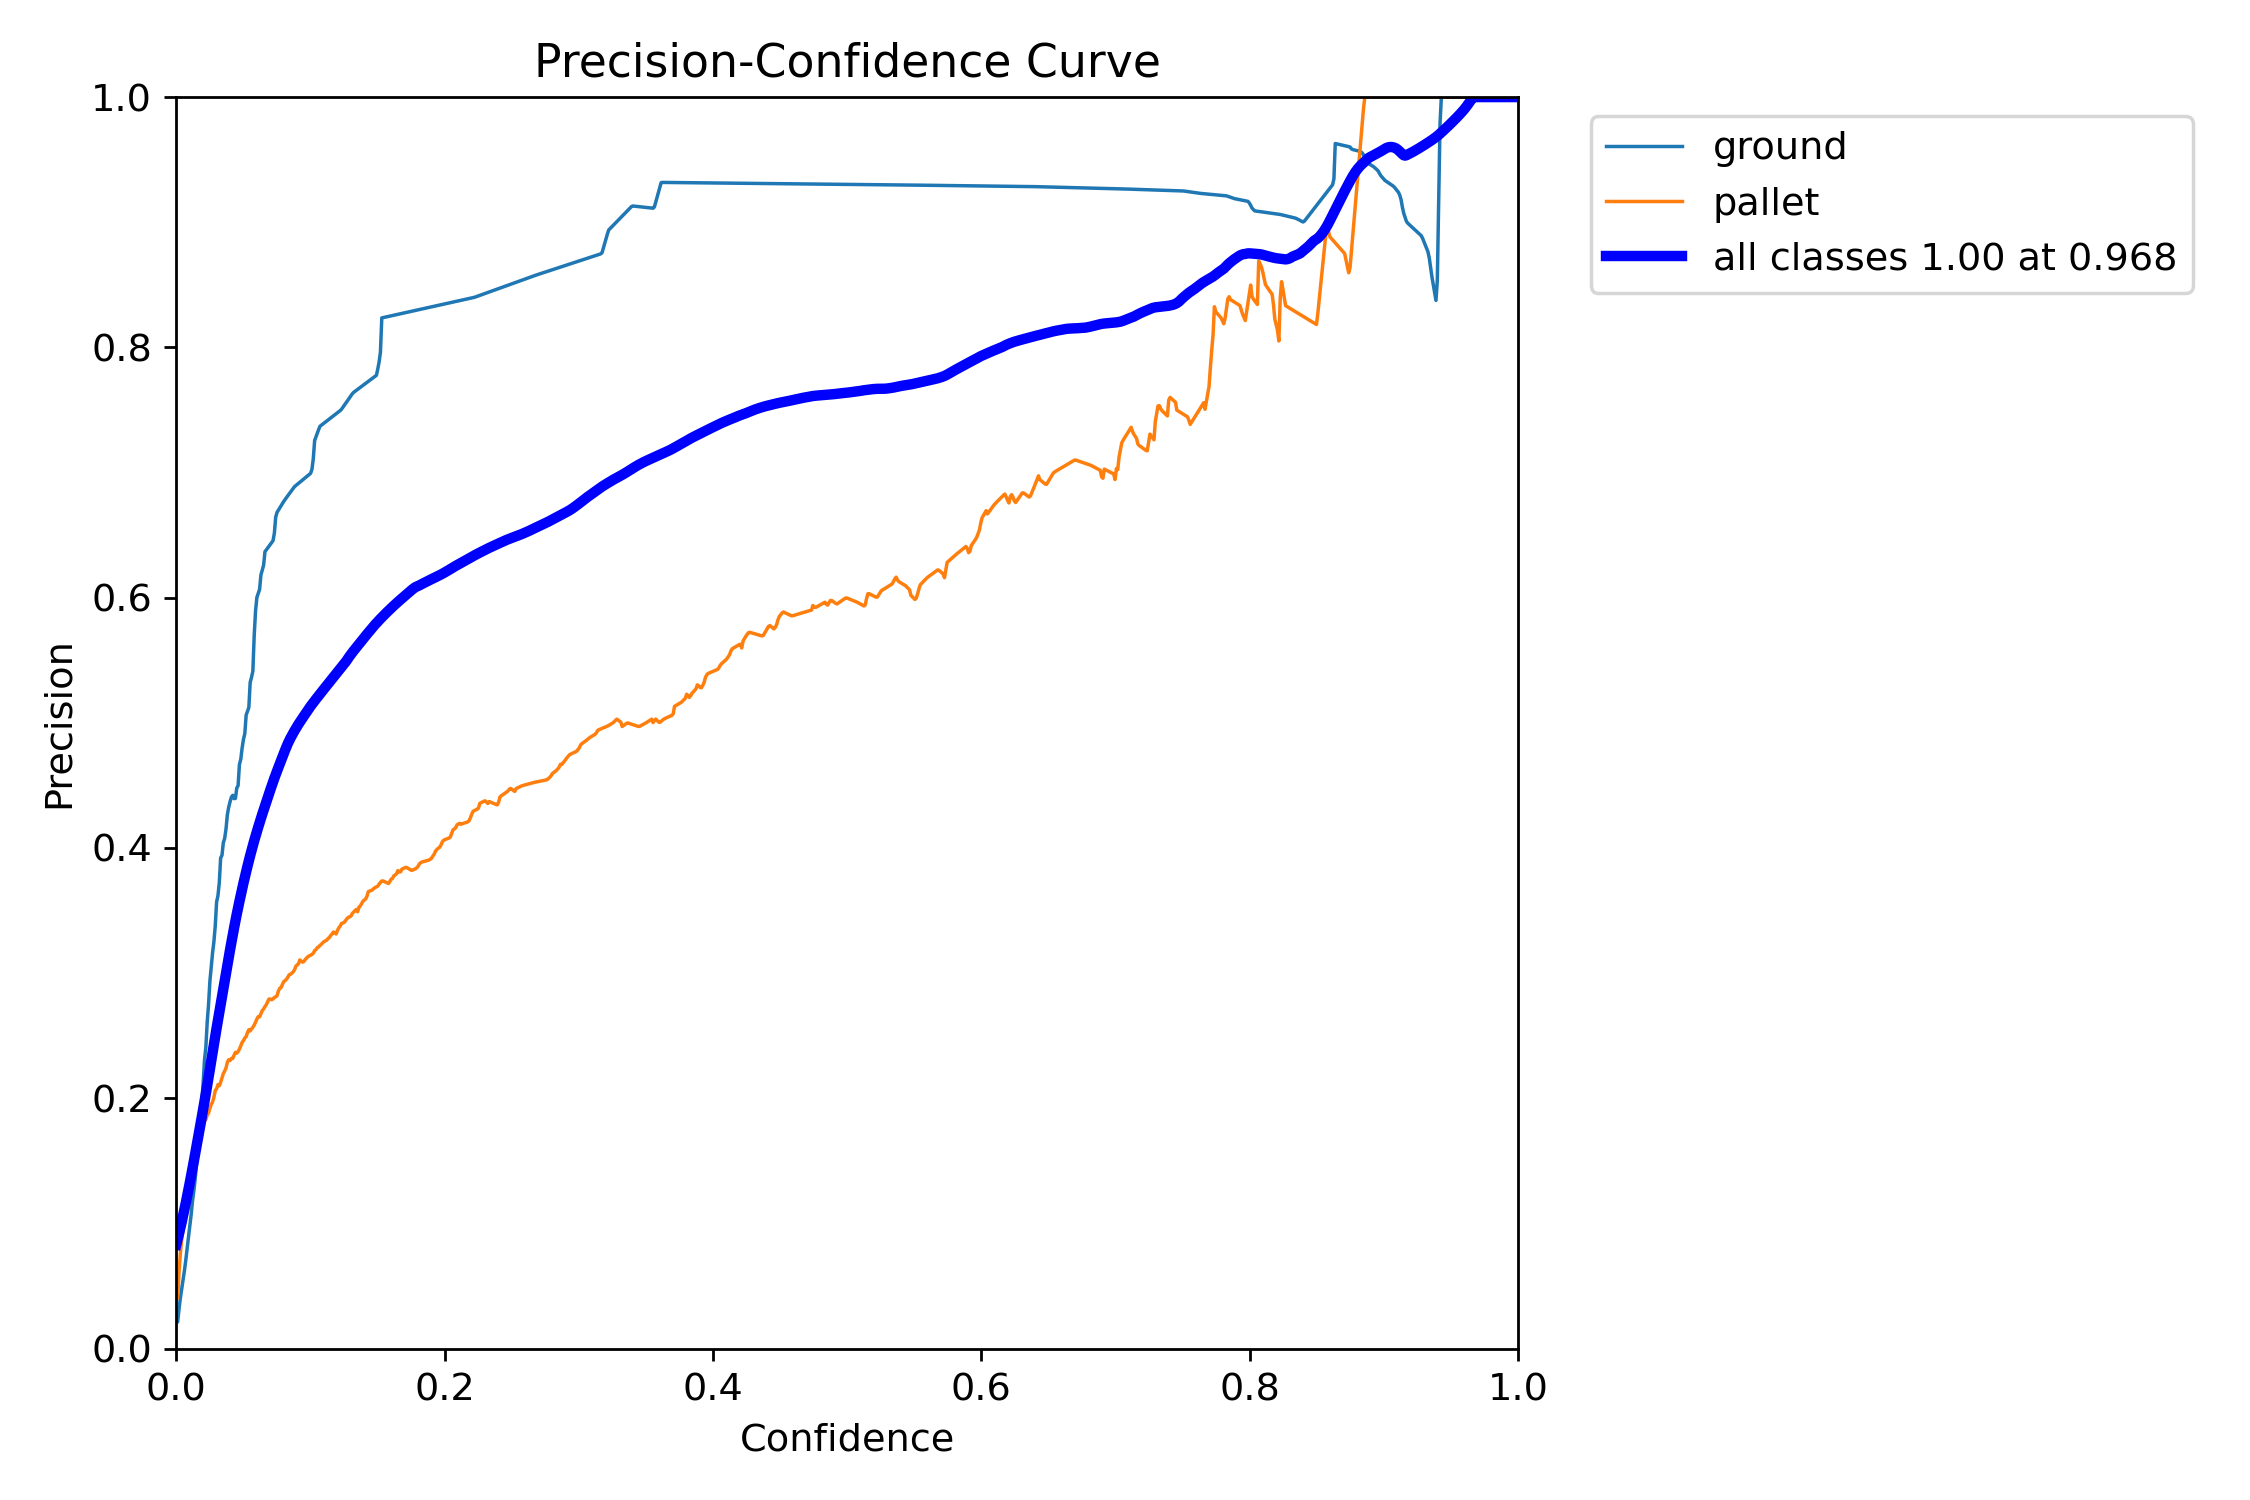 Precision-Confidence Curve
1.0
0.8
0.6
0.4
0.2
0.0
Precision
0.0 0.2 0.4 0.6 0.8 1.0
Confidence
ground
pallet
all classes 1.00 at 0.968